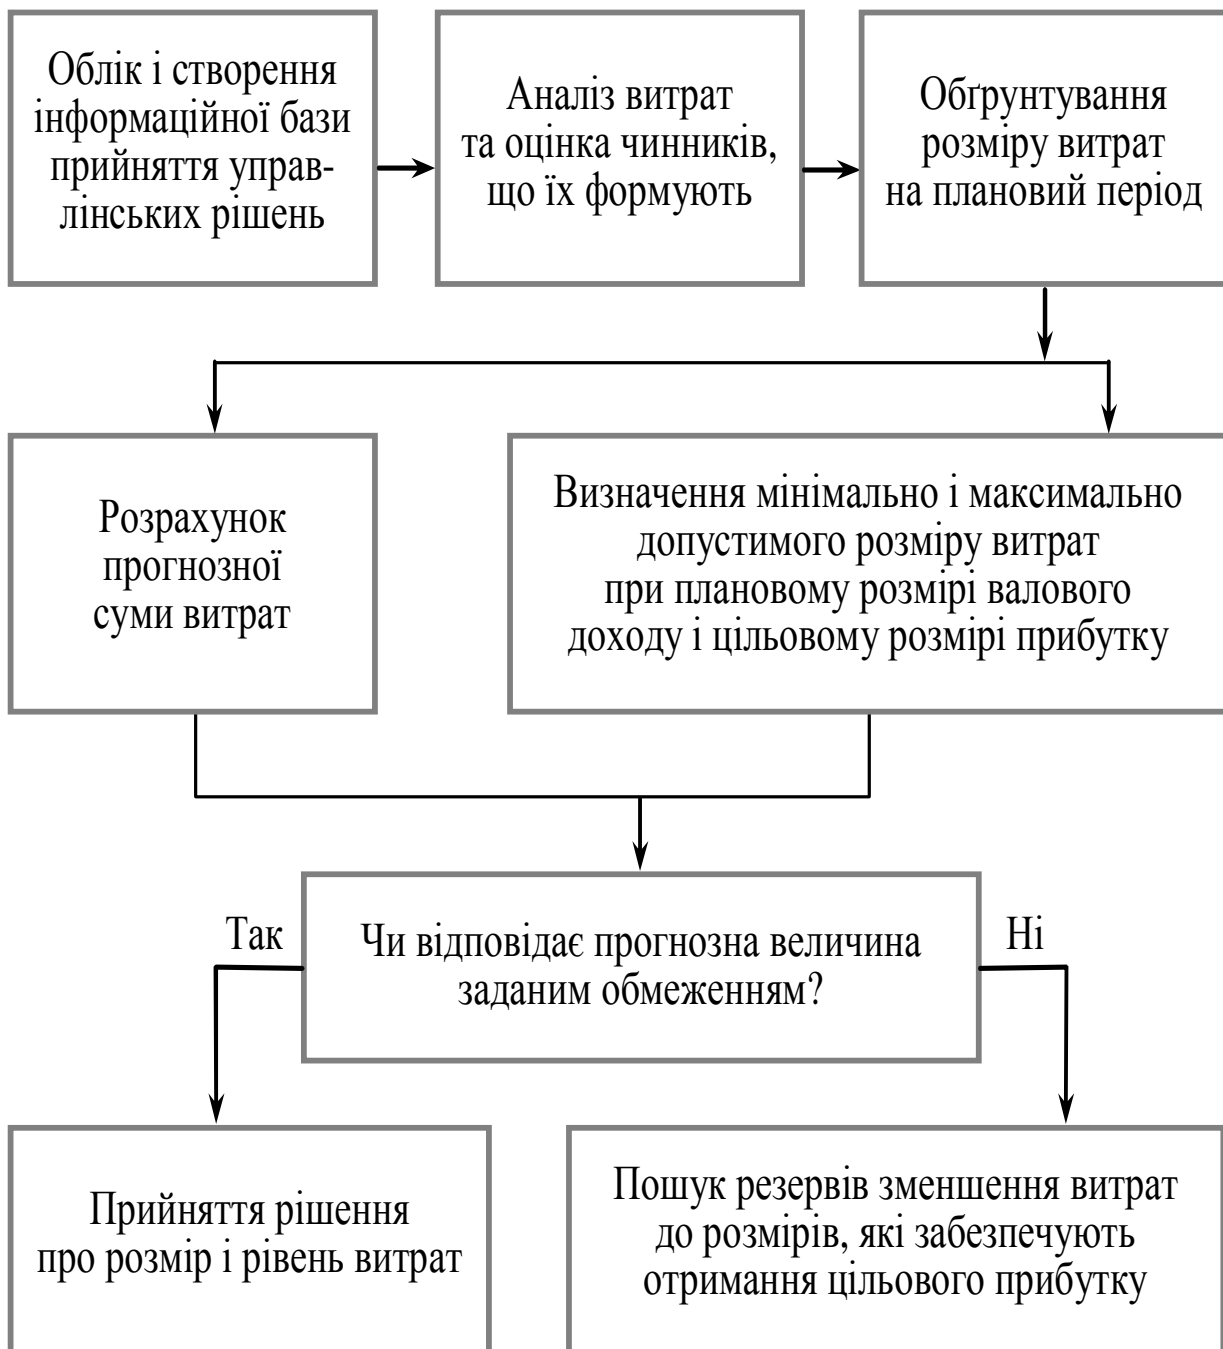 Облік і створення
інформаційної бази
прийняття управ-
лінських рішень
Аналіз витрат
та оцінка чинників,
що їх формують
Обґрунтування
розміру витрат
на плановий період
Розрахунок
прогнозної
суми витрат
Визначення мінімально і максимально
допустимого розміру витрат
при плановому розмірі валового
доходу і цільовому розмірі прибутку
Так
Чи відповідає прогнозна величина
заданим обмеженням?
Ні
Прийняття рішення
про розмір і рівень витрат
Пошук резервів зменшення витрат
до розмірів, які забезпечують
отримання цільового прибутку